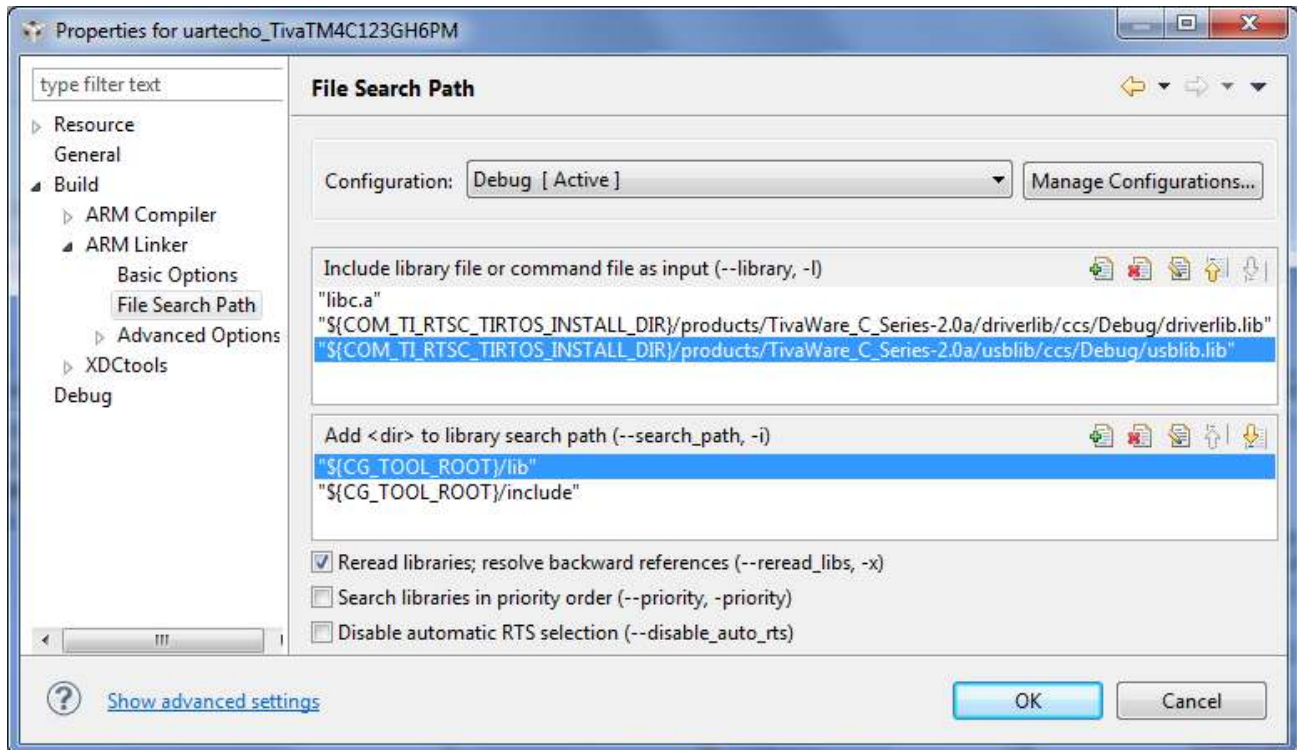 Properties for uartecho_TivaTM4C123GH6PM
type filter text
Resource
General
Build
ARM Compiler
ARM Linker
Basic Options
File Search Path
Advanced Options
XDCtools
Debug
File Search Path
Configuration:
Debug [ Active ]
Manage Configurations...
Include library file or command file as input (--library, -l)
"libc.a"
"${COM_TI_RTSC_TIRTOS_INSTALL_DIR}/products/TivaWare_C_Series-2.0a/driverlib/ccs/Debug/driverlib.lib"
"${COM_TI_RTSC_TIRTOS_INSTALL_DIR}/products/TivaWare_C_Series-2.0a/usblib/ccs/Debug/usblib.lib"
Add <dir> to library search path (--search_path, -i)
"${CG_TOOL_ROOT}/lib"
"${CG_TOOL_ROOT}/include"
Reread libraries; resolve backward references (--reread_libs, -x)
Search libraries in priority order (--priority, -priority)
Disable automatic RTS selection (--disable_auto_rts)
Show advanced settings
OK
Cancel